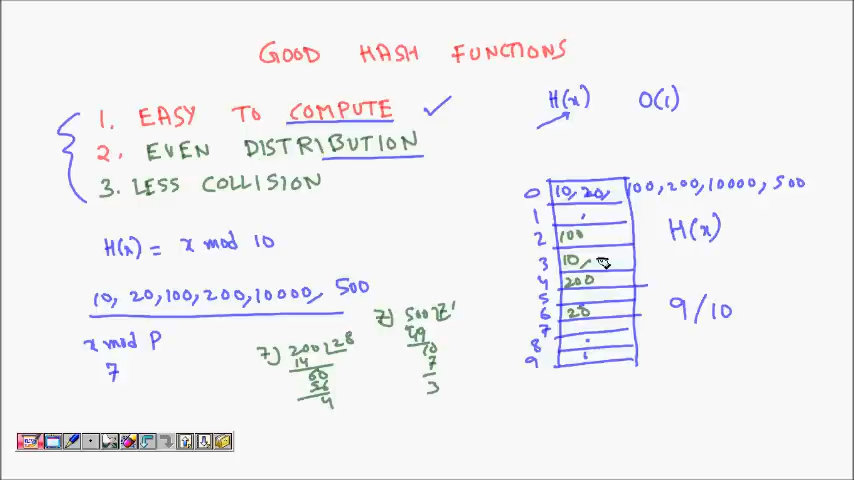 GOOD HASH FUNCTIONS
1. EASY TO COMPUTE ✓
2. EVEN DISTRIBUTION
3. LESS COLLISION
H(x) = x mod 10
10, 20, 100, 200, 10000, 500
x mod P
7
7) 200 28
14
60
56
4
7) 500
49
10
7
3
H(x) O(1)
0 10, 20, 100, 200, 10000, 500
1
2 100
3 10,
4 200
5
6 20
7
8
9
H(x)
9/10